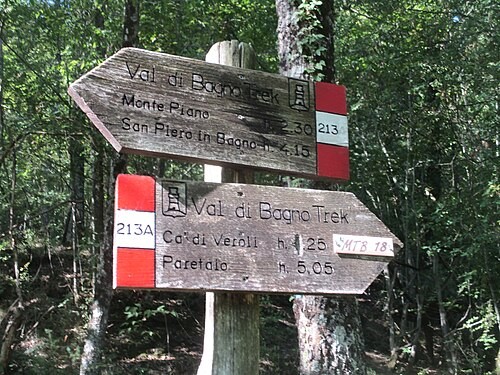 Val di Bagno Trek
Monte Piano h. 2.30
San Piero in Bagno h. 4.15
213
213A
Val di Bagno Trek
Ca' di Veroli h. 1.25
Paretaio h. 5,05
MTB 18